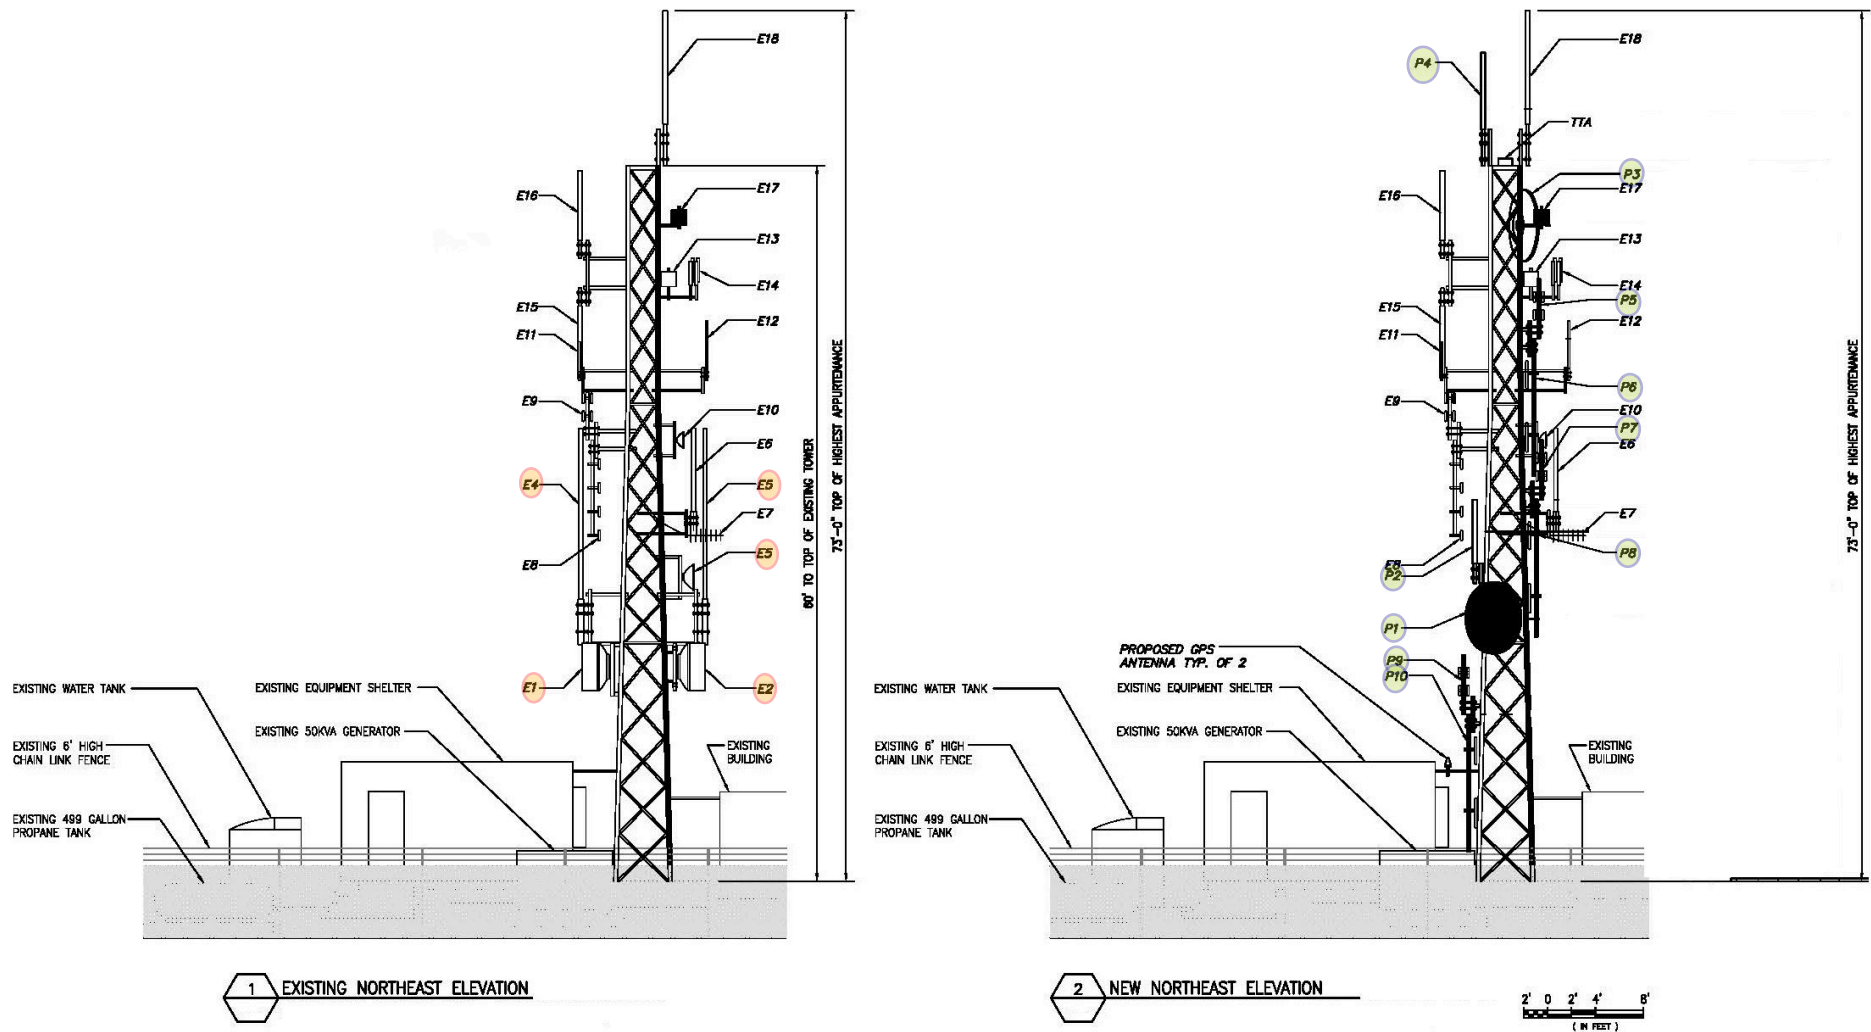 E18
E16
E17
E13
E14
E15
E11
E12
E9
E10
E6
E4
E5
E7
E5
E8
E1
E2
60' TO TOP OF EXISTING TOWER
73'-0" TOP OF HIGHEST APPURTENANCE
EXISTING WATER TANK
EXISTING EQUIPMENT SHELTER
EXISTING 50KVA GENERATOR
EXISTING 6' HIGH
CHAIN LINK FENCE
EXISTING
BUILDING
EXISTING 499 GALLON
PROPANE TANK
1 EXISTING NORTHEAST ELEVATION
P4
E18
TTA
P3
E16
E17
E13
E14
E15
P5
E11
E12
P6
E9
E10
P7
E6
E7
E8
P8
P2
P1
PROPOSED GPS
ANTENNA TYP. OF 2
P9
P10
73'-0" TOP OF HIGHEST APPURTENANCE
EXISTING WATER TANK
EXISTING EQUIPMENT SHELTER
EXISTING 50KVA GENERATOR
EXISTING 6' HIGH
CHAIN LINK FENCE
EXISTING
BUILDING
EXISTING 499 GALLON
PROPANE TANK
2 NEW NORTHEAST ELEVATION
2' 0 2' 4' 8'
( IN FEET )